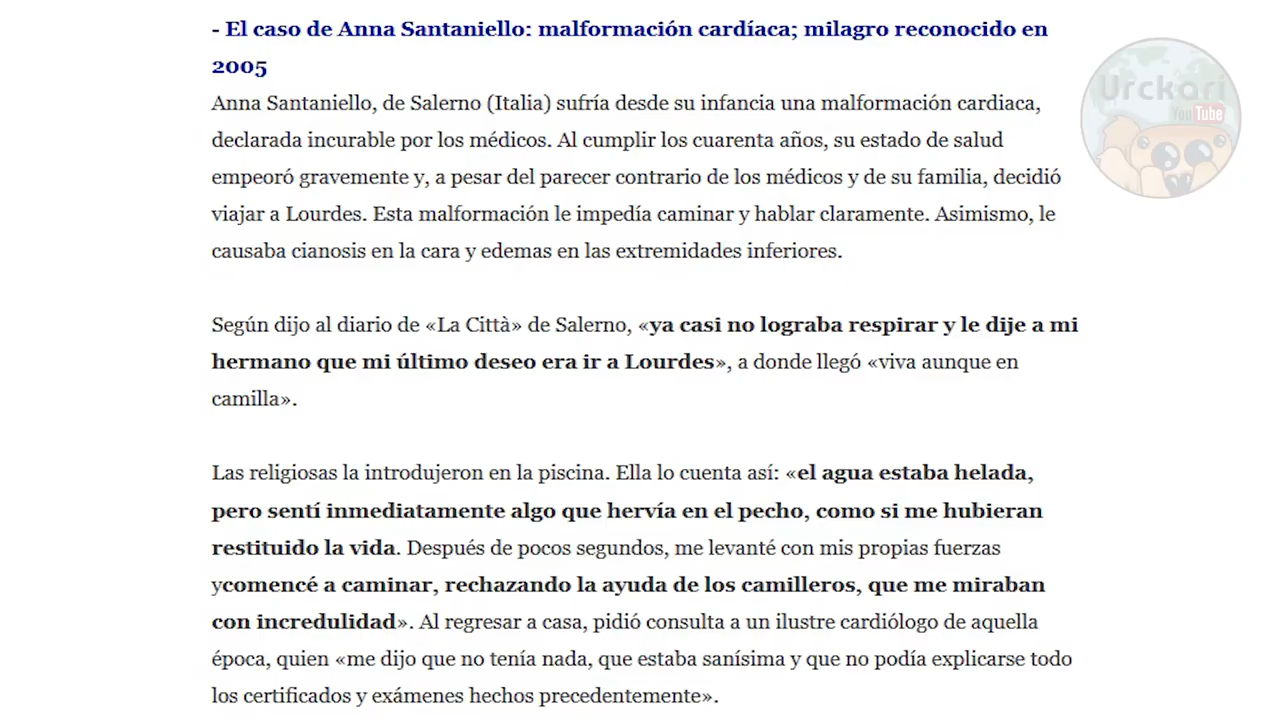 - El caso de Anna Santaniello: malformación cardíaca; milagro reconocido en
2005
Anna Santaniello, de Salerno (Italia) sufría desde su infancia una malformación cardiaca,
declarada incurable por los médicos. Al cumplir los cuarenta años, su estado de salud
empeoró gravemente y, a pesar del parecer contrario de los médicos y de su familia, decidió
viajar a Lourdes. Esta malformación le impedía caminar y hablar claramente. Asimismo, le
causaba cianosis en la cara y edemas en las extremidades inferiores.
Según dijo al diario de «La Città» de Salerno, «ya casi no lograba respirar y le dije a mi
hermano que mi último deseo era ir a Lourdes», a donde llegó «viva aunque en
camilla».
Las religiosas la introdujeron en la piscina. Ella lo cuenta así: «el agua estaba helada,
pero sentí inmediatamente algo que hervía en el pecho, como si me hubieran
restituido la vida. Después de pocos segundos, me levanté con mis propias fuerzas
ycomencé a caminar, rechazando la ayuda de los camilleros, que me miraban
con incredulidad». Al regresar a casa, pidió consulta a un ilustre cardiólogo de aquella
época, quien «me dijo que no tenía nada, que estaba sanísima y que no podía explicarse todo
los certificados y exámenes hechos precedentemente».
Urckari
YouTube